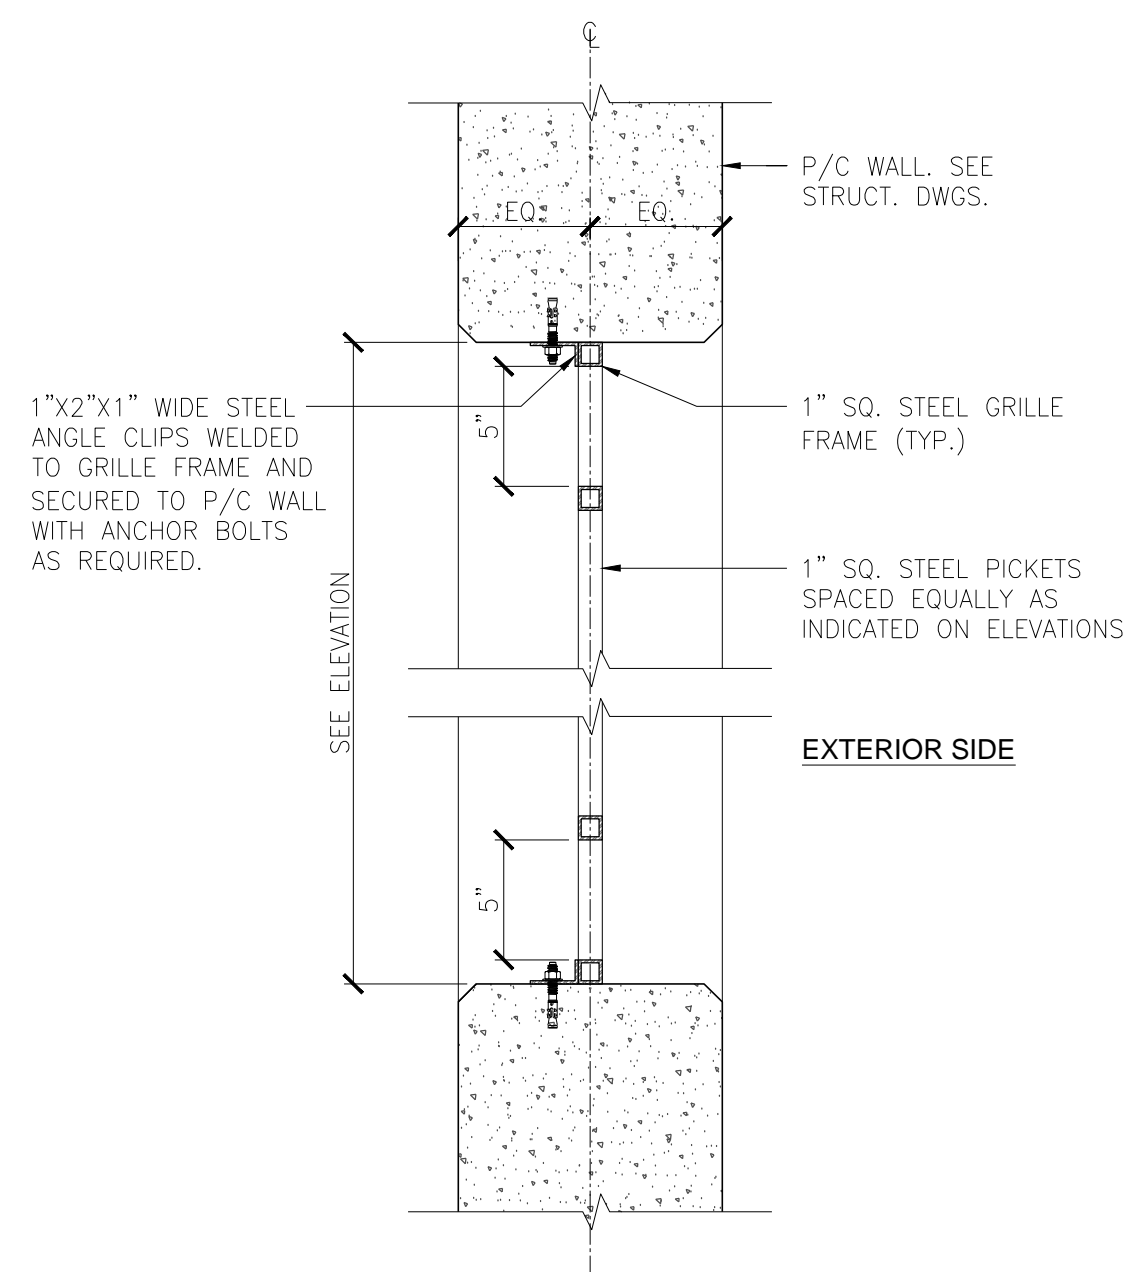 ℄
P/C WALL. SEE
STRUCT. DWGS.
EQ.
EQ.
1”X2”X1” WIDE STEEL
ANGLE CLIPS WELDED
TO GRILLE FRAME AND
SECURED TO P/C WALL
WITH ANCHOR BOLTS
AS REQUIRED.
5”
1” SQ. STEEL GRILLE
FRAME (TYP.)
1” SQ. STEEL PICKETS
SPACED EQUALLY AS
INDICATED ON ELEVATIONS
SEE ELEVATION
EXTERIOR SIDE
5”